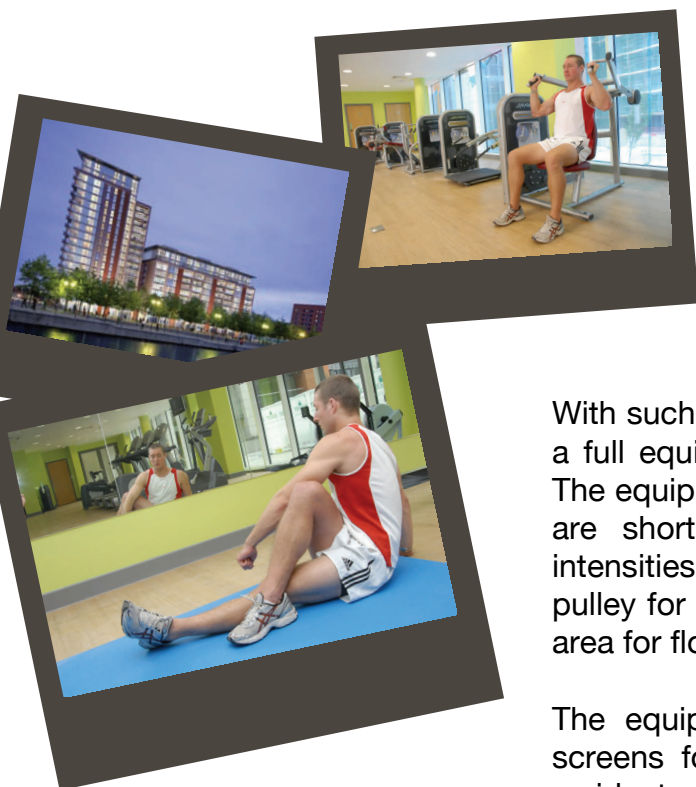 With such
a full equi
The equip
are short
intensities
pulley for
area for flo
The equip
screens fo